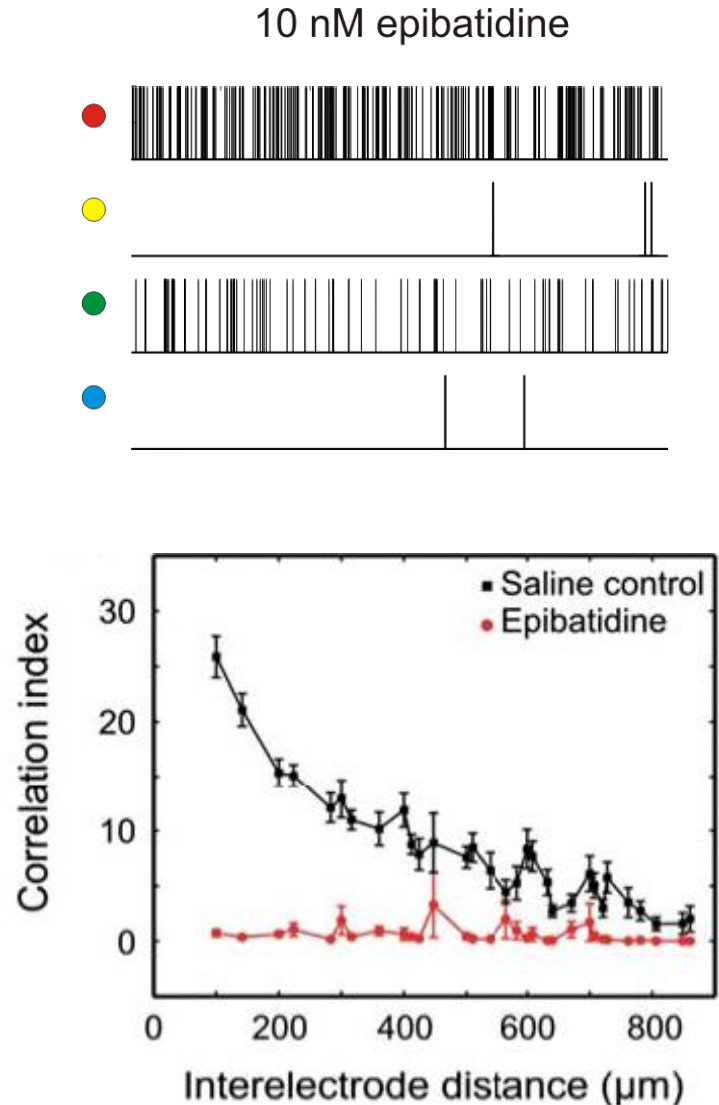 10 nM epibatidine
Saline control
Epibatidine
Correlation index
30
20
10
0
0 200 400 600 800
Interelectrode distance (µm)